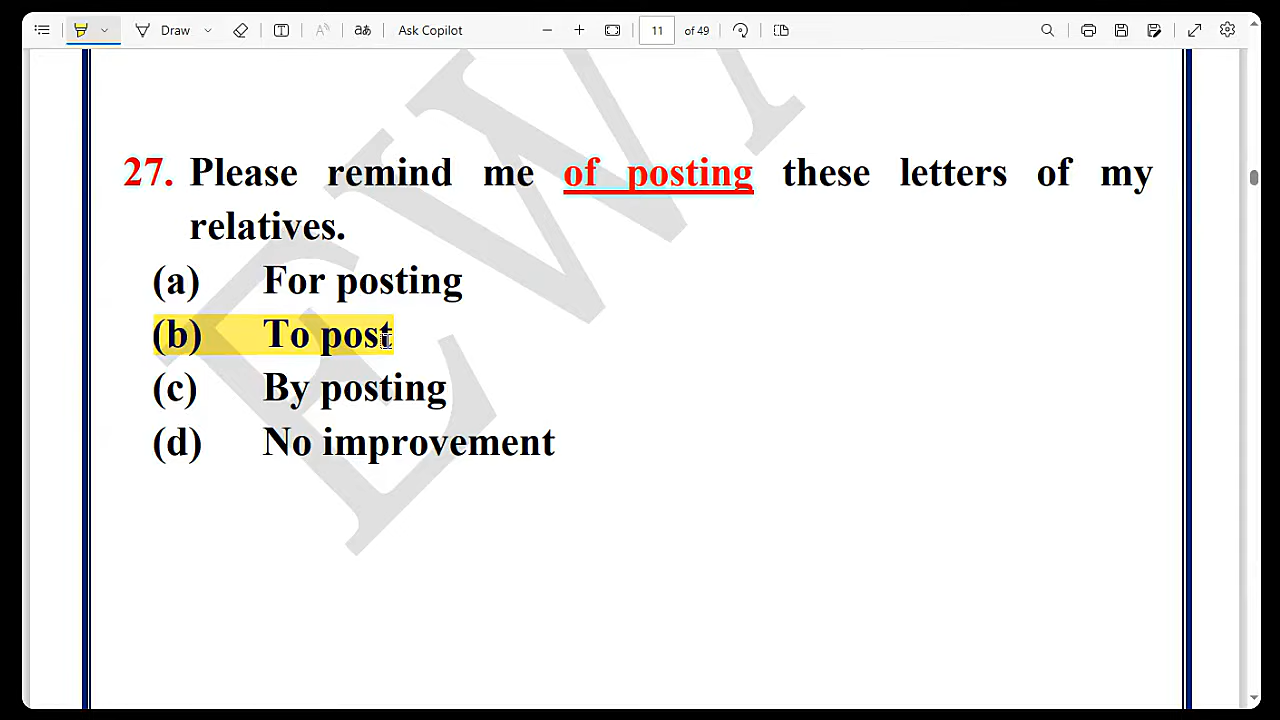 Draw
Ask Copilot
11 of 49
27. Please remind me of posting these letters of my
relatives.
(a) For posting
(b) To post
(c) By posting
(d) No improvement